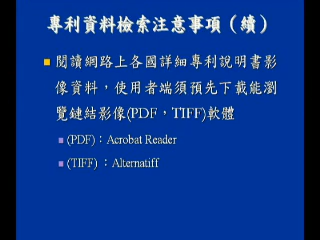 專利資料檢索注意事項（續）
閱讀網路上各國詳細專利說明書影
像資料，使用者端須預先下載能瀏
覽鏈結影像(PDF，TIFF)軟體
(PDF)：Acrobat Reader
(TIFF) ：Alternatiff